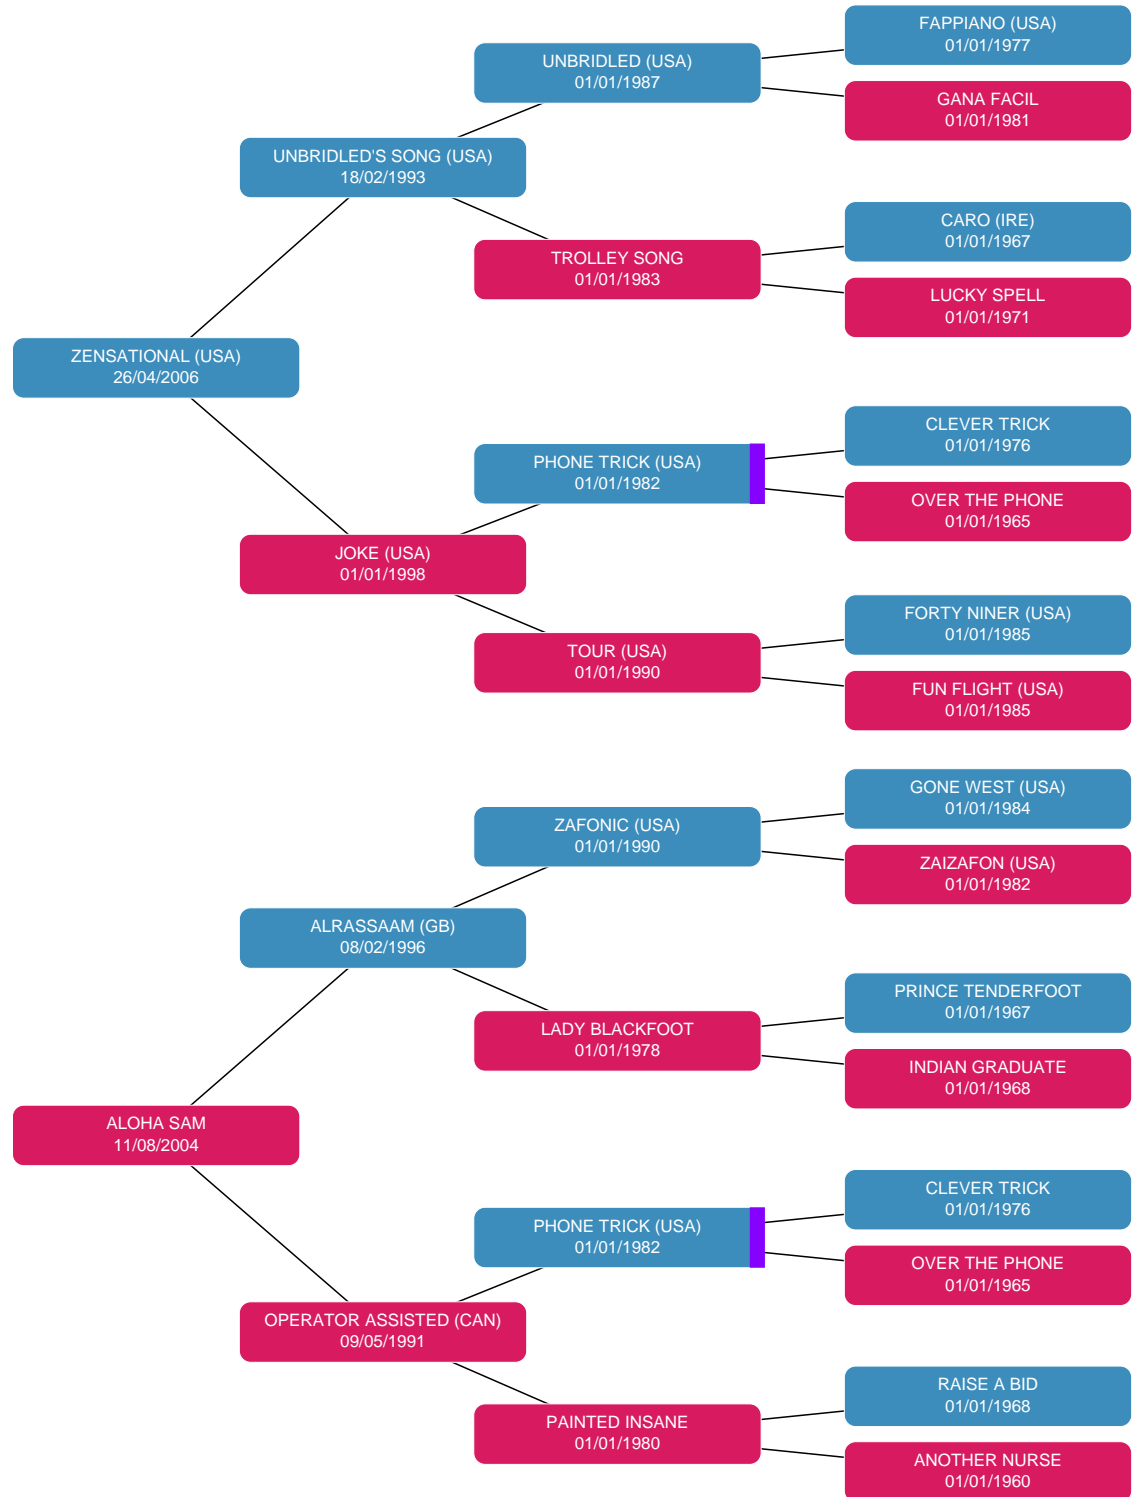 FAPPIANO (USA)
01/01/1977
UNBRIDLED (USA)
01/01/1987
GANA FACIL
01/01/1981
UNBRIDLED'S SONG (USA)
18/02/1993
CARO (IRE)
01/01/1967
TROLLEY SONG
01/01/1983
LUCKY SPELL
01/01/1971
ZENSATIONAL (USA)
26/04/2006
CLEVER TRICK
01/01/1976
PHONE TRICK (USA)
01/01/1982
OVER THE PHONE
01/01/1965
JOKE (USA)
01/01/1998
FORTY NINER (USA)
01/01/1985
TOUR (USA)
01/01/1990
FUN FLIGHT (USA)
01/01/1985
GONE WEST (USA)
01/01/1984
ZAFONIC (USA)
01/01/1990
ZAIZAFON (USA)
01/01/1982
ALRASSAAM (GB)
08/02/1996
PRINCE TENDERFOOT
01/01/1967
LADY BLACKFOOT
01/01/1978
INDIAN GRADUATE
01/01/1968
ALOHA SAM
11/08/2004
CLEVER TRICK
01/01/1976
PHONE TRICK (USA)
01/01/1982
OVER THE PHONE
01/01/1965
OPERATOR ASSISTED (CAN)
09/05/1991
RAISE A BID
01/01/1968
PAINTED INSANE
01/01/1980
ANOTHER NURSE
01/01/1960